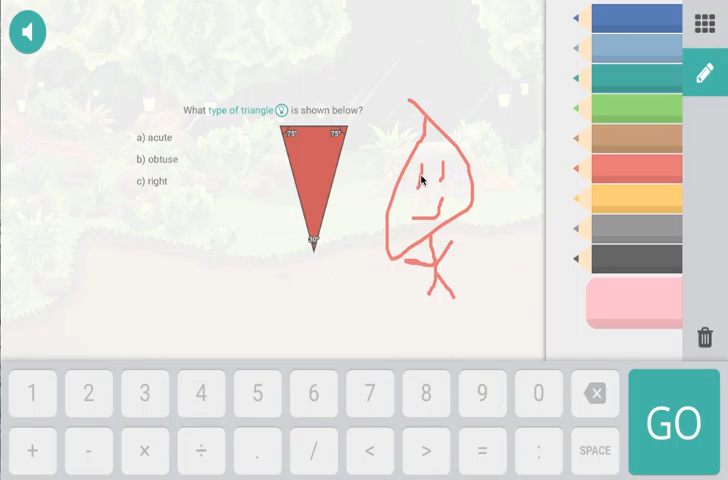 What type of triangle is shown below?
75° 75°
a) acute
b) obtuse
c) right
30°
1 2 3 4 5 6 7 8 9 0
GO
+ - × ÷ . / < > = : SPACE